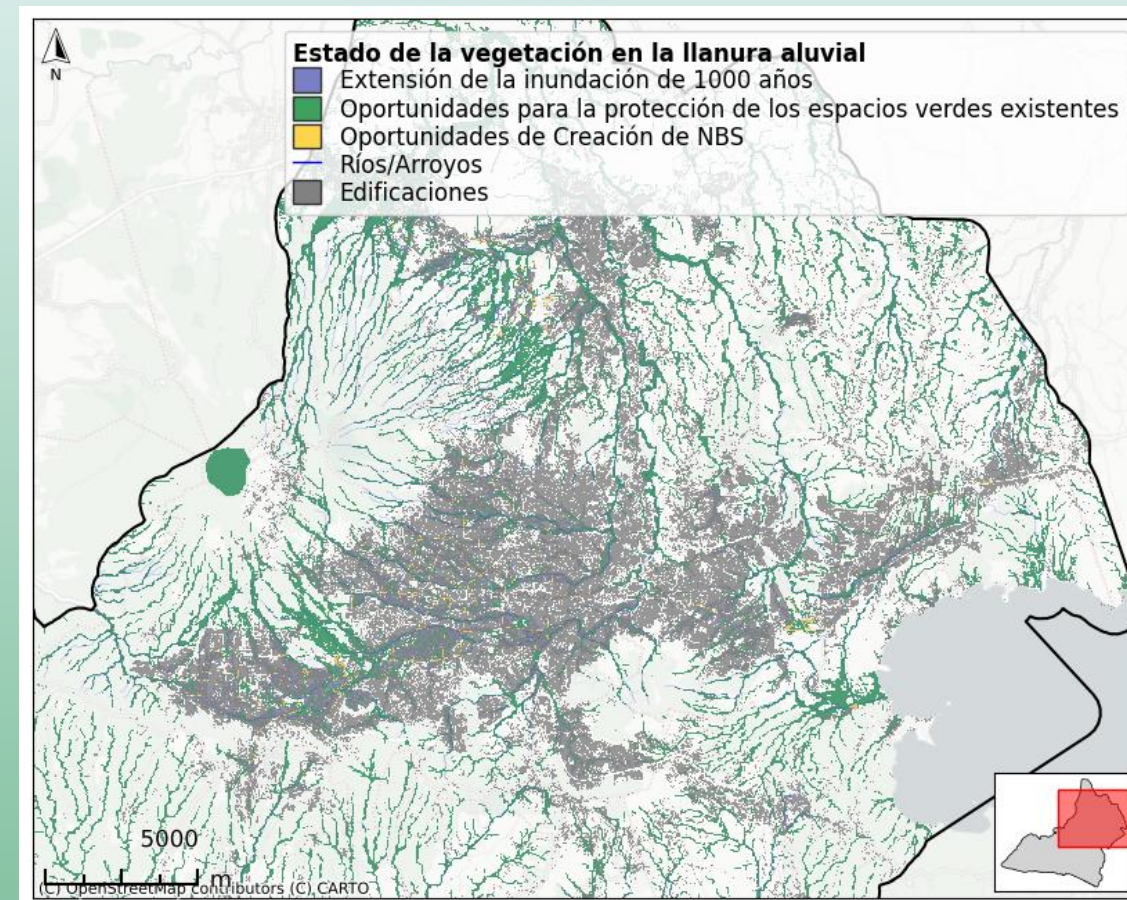 N
Estado de la vegetación en la llanura aluvial
Extensión de la inundación de 1000 años
Oportunidades para la protección de los espacios verdes existentes
Oportunidades de Creación de NBS
Ríos/Arroyos
Edificaciones
5000
m
(C) OpenStreetMap contributors (C) CARTO